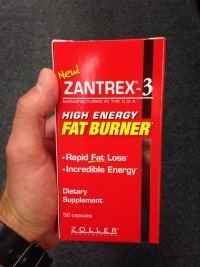 New!
ZANTREX-3
MANUFACTURED IN THE U.S.A
HIGH ENERGY
FAT BURNER
• Rapid Fat Loss*
• Incredible Energy*
Dietary
Supplement
56 capsules
ZOLLER